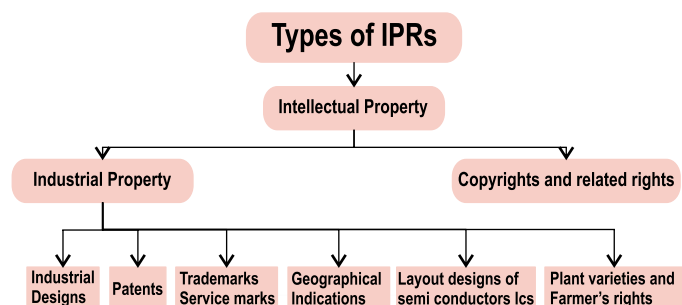 Types of IPRs
Intellectual Property
Industrial Property
Copyrights and related rights
Industrial
Designs
Patents
Trademarks
Service marks
Geographical
Indications
Layout designs of
semi conductors Ics
Plant varieties and
Farmer's rights